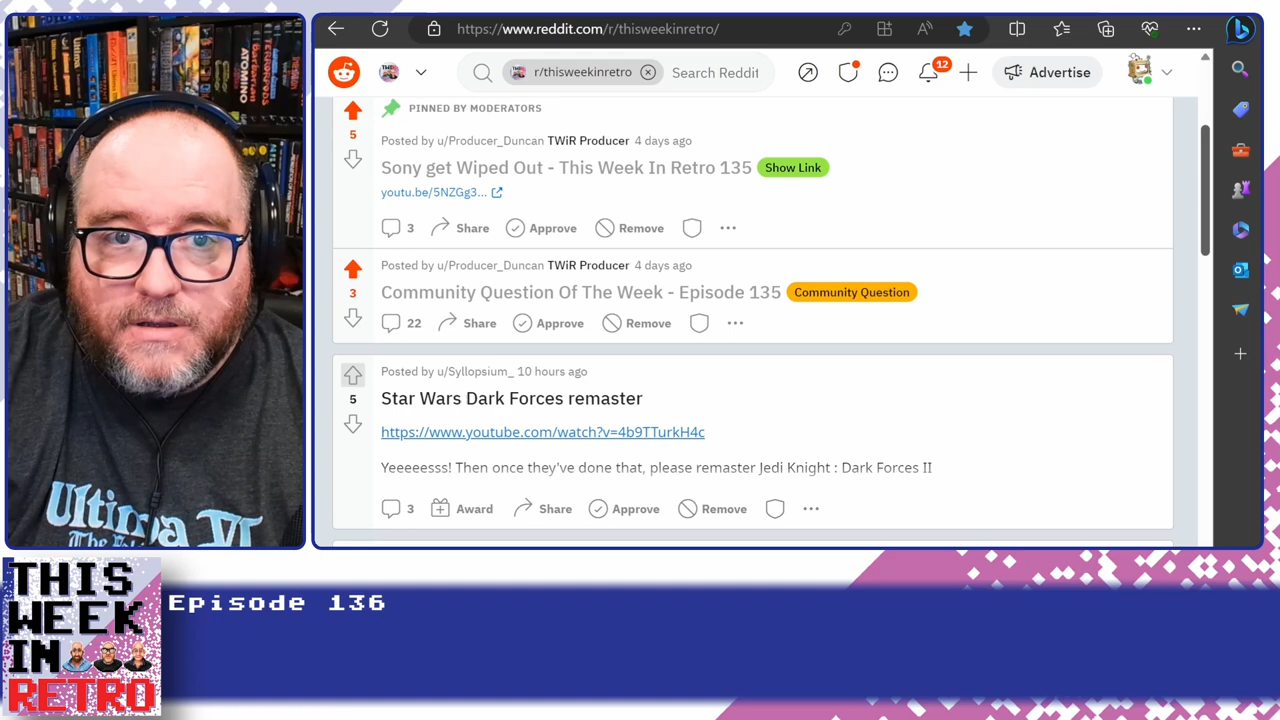 https://www.reddit.com/r/thisweekinretro/
r/thisweekinretro
Search Reddit
12
Advertise
PINNED BY MODERATORS
5
Posted by u/Producer_Duncan TWiR Producer 4 days ago
Sony get Wiped Out - This Week In Retro 135 Show Link
youtu.be/5NZGg3...
3 Share Approve Remove
Posted by u/Producer_Duncan TWiR Producer 4 days ago
3
Community Question Of The Week - Episode 135 Community Question
22 Share Approve Remove
Posted by u/Syllopsium_ 10 hours ago
5
Star Wars Dark Forces remaster
https://www.youtube.com/watch?v=4b9TTurkH4c
Yeeeeesss! Then once they've done that, please remaster Jedi Knight : Dark Forces II
3 Award Share Approve Remove
ATOMINO
Ultima VI
THIS
WEEK
IN
RETRO
Episode 136